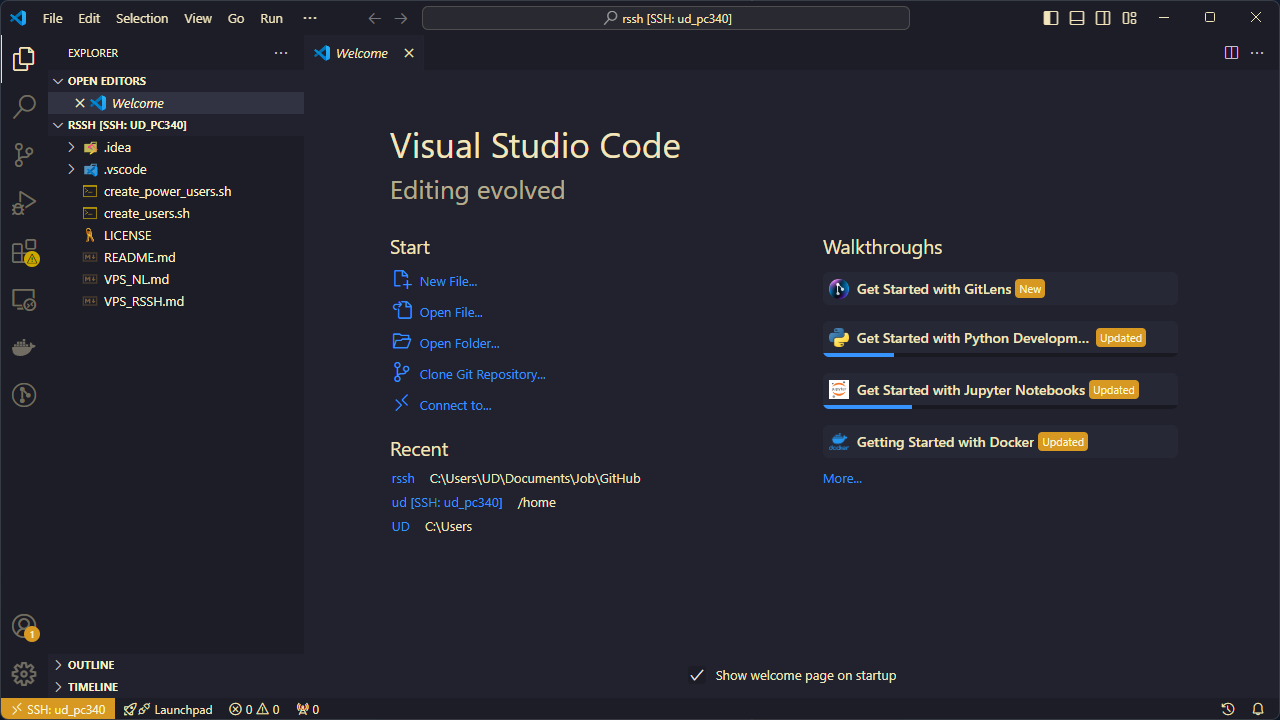 File Edit Selection View Go Run ···
rssh [SSH: ud_pc340]
EXPLORER
Welcome
OPEN EDITORS
Welcome
RSSH [SSH: UD_PC340]
.idea
.vscode
create_power_users.sh
create_users.sh
LICENSE
README.md
VPS_NL.md
VPS_RSSH.md
OUTLINE
TIMELINE
Visual Studio Code
Editing evolved
Start
New File...
Open File...
Open Folder...
Clone Git Repository...
Connect to...
Recent
rssh C:\Users\UD\Documents\Job\GitHub
ud [SSH: ud_pc340] /home
UD C:\Users
Walkthroughs
Get Started with GitLens New
Get Started with Python Developm... Updated
Get Started with Jupyter Notebooks Updated
Getting Started with Docker Updated
More...
Show welcome page on startup
1
SSH: ud_pc340 Launchpad 0 0 0